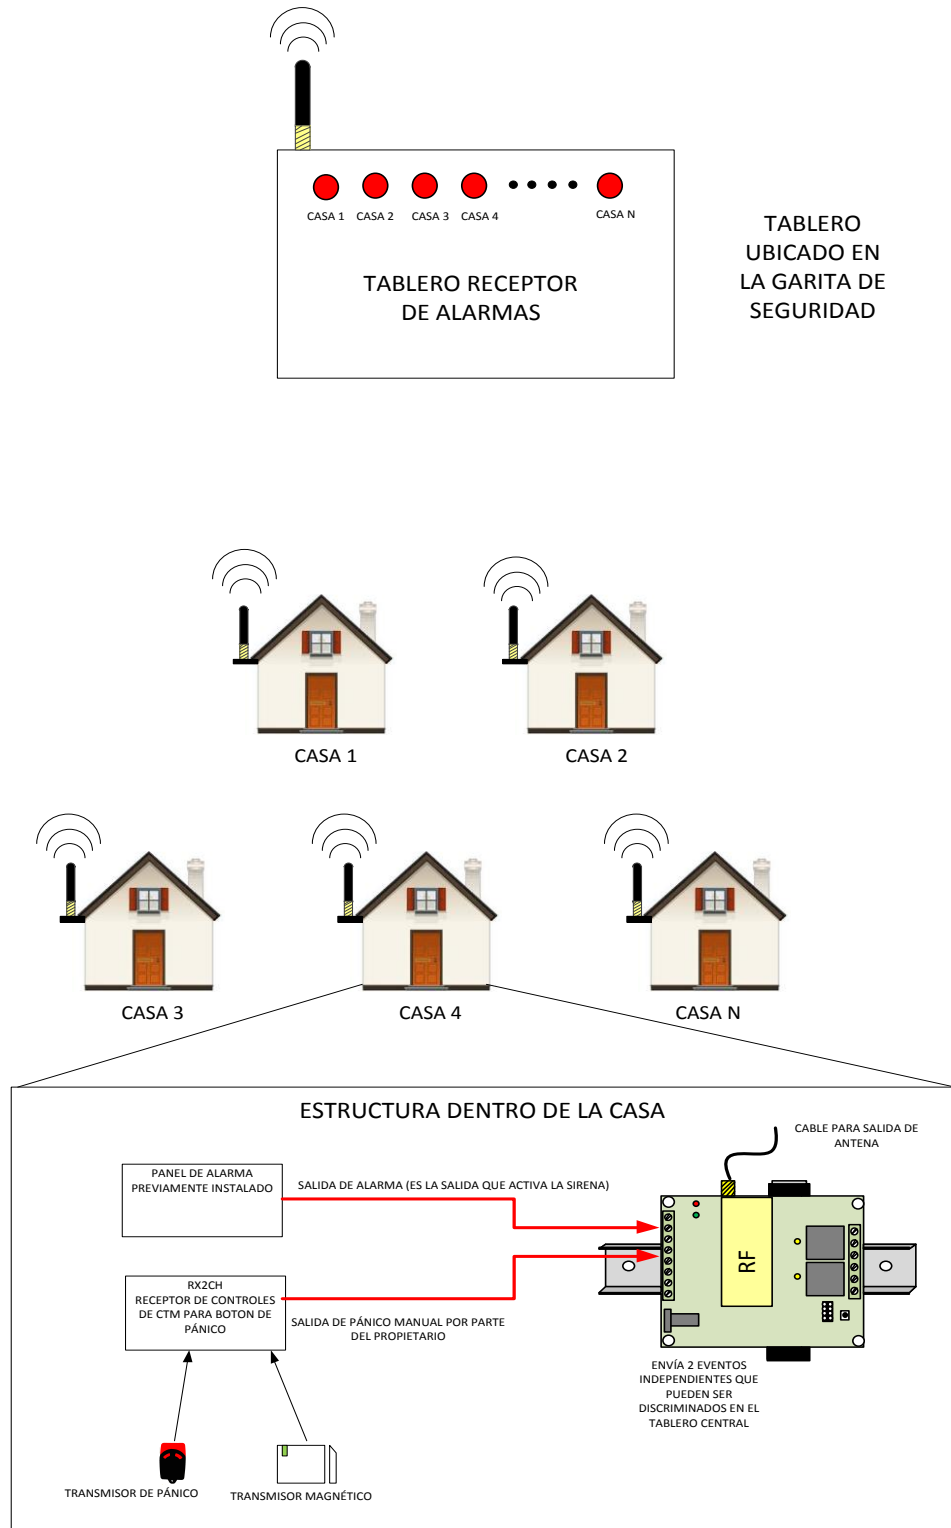 CASA 1
CASA 2
CASA 3
CASA 4
CASA N
TABLERO RECEPTOR
DE ALARMAS
TABLERO
UBICADO EN
LA GARITA DE
SEGURIDAD
CASA 1
CASA 2
CASA 3
CASA 4
CASA N
ESTRUCTURA DENTRO DE LA CASA
CABLE PARA SALIDA DE
ANTENA
PANEL DE ALARMA
PREVIAMENTE INSTALADO
SALIDA DE ALARMA (ES LA SALIDA QUE ACTIVA LA SIRENA)
RF
RX2CH
RECEPTOR DE CONTROLES
DE CTM PARA BOTON DE
PÁNICO
SALIDA DE PÁNICO MANUAL POR PARTE
DEL PROPIETARIO
ENVÍA 2 EVENTOS
INDEPENDIENTES QUE
PUEDEN SER
DISCRIMINADOS EN EL
TABLERO CENTRAL
TRANSMISOR DE PÁNICO
TRANSMISOR MAGNÉTICO